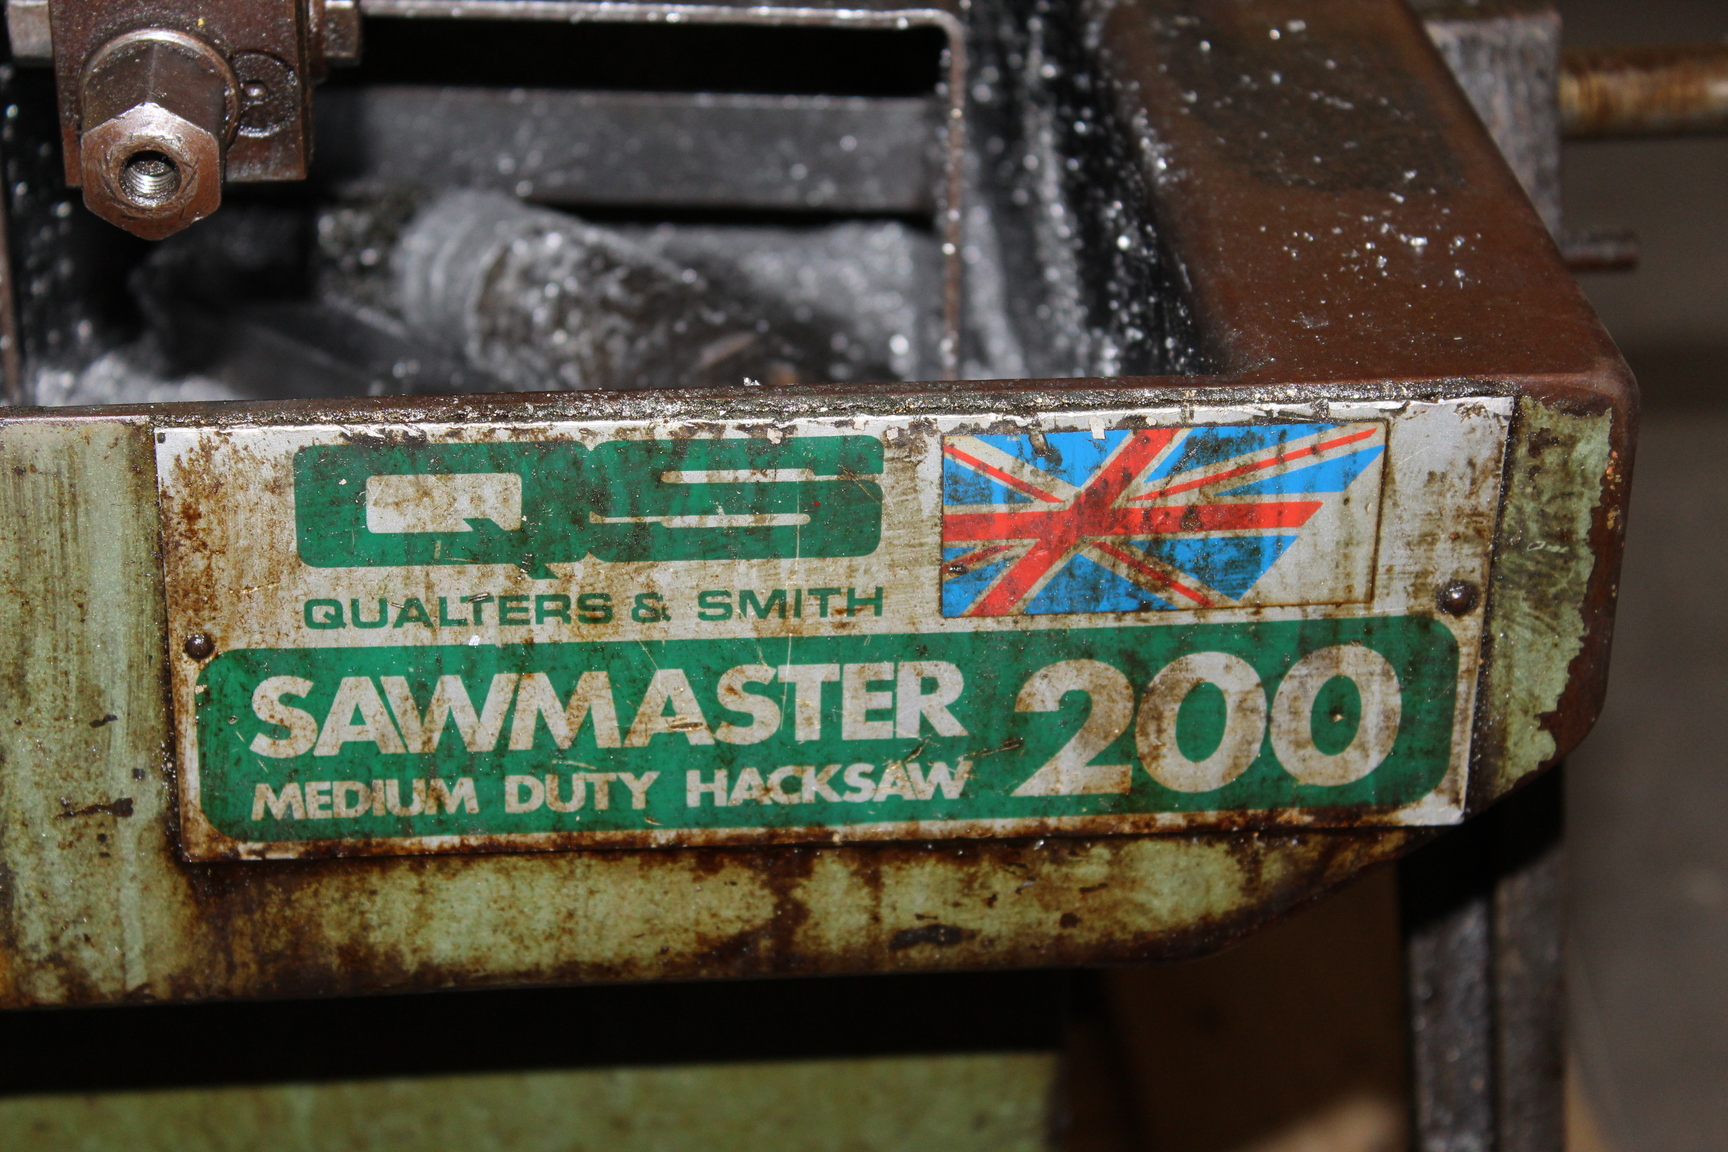 QS
QUALTERS & SMITH
SAWMASTER 200
MEDIUM DUTY HACKSAW